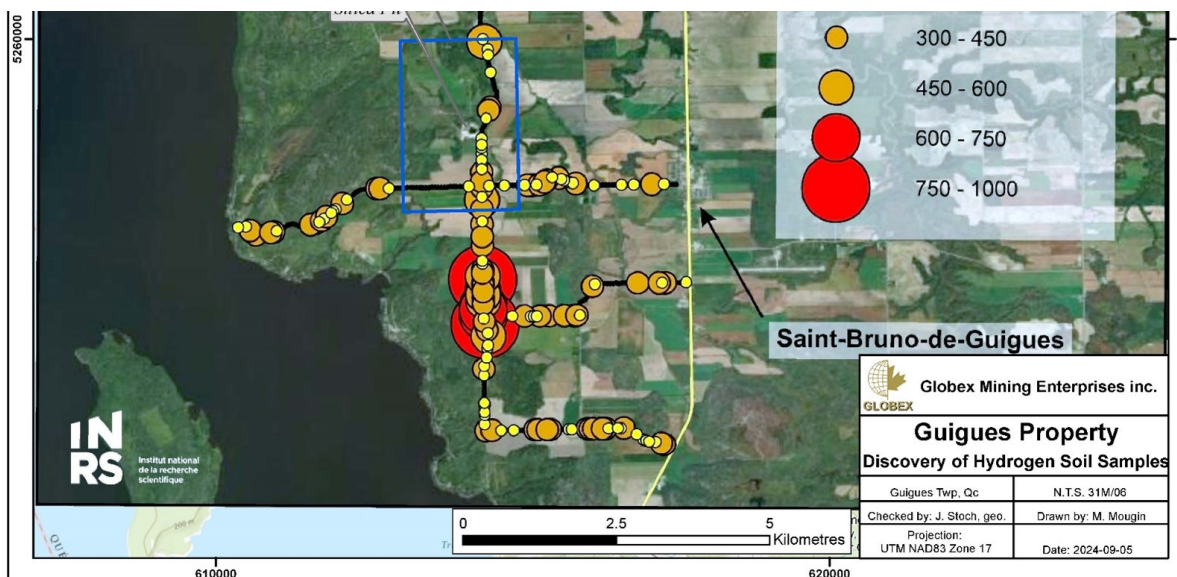 5260000
300 - 450
450 - 600
600 - 750
750 - 1000
Saint-Bruno-de-Guigues
GLOBEX
Globex Mining Enterprises inc.
Guigues Property
Discovery of Hydrogen Soil Samples
Guigues Twp, Qc
N.T.S. 31M/06
Checked by: J. Stoch, geo.
Drawn by: M. Mougin
Projection:
UTM NAD83 Zone 17
Date: 2024-09-05
INRS
Institut national
de la recherche
scientifique
0
2.5
5
Kilometres
200 m
610000
620000